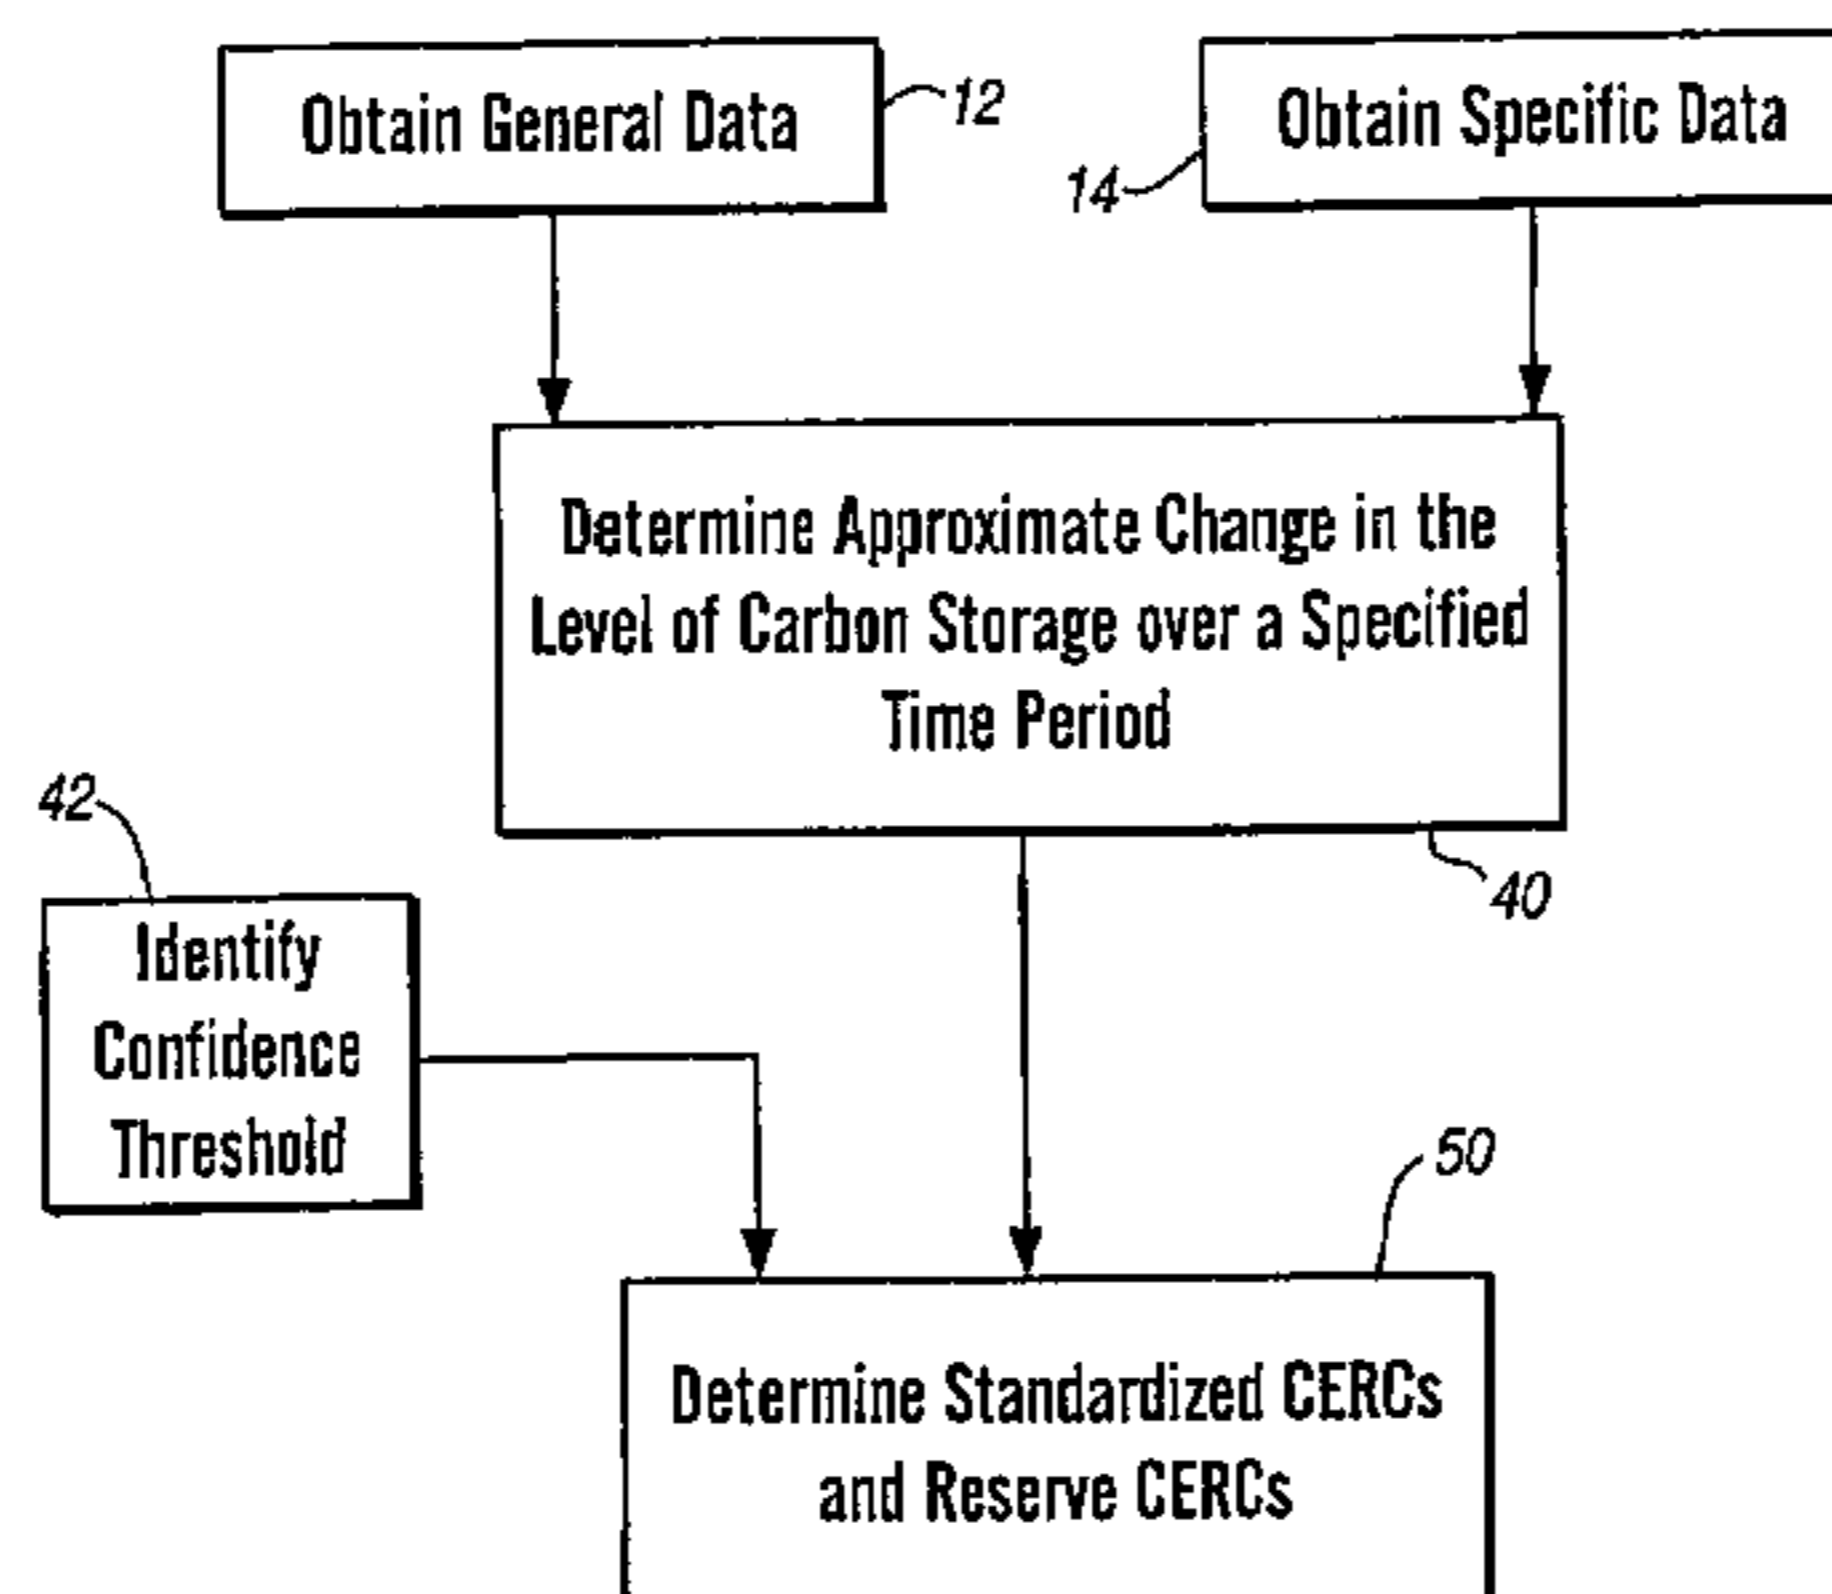 Obtain General Data
12
Obtain Specific Data
14
Determine Approximate Change in the
Level of Carbon Storage over a Specified
Time Period
40
42
Identify
Confidence
Threshold
50
Determine Standardized CERCs
and Reserve CERCs